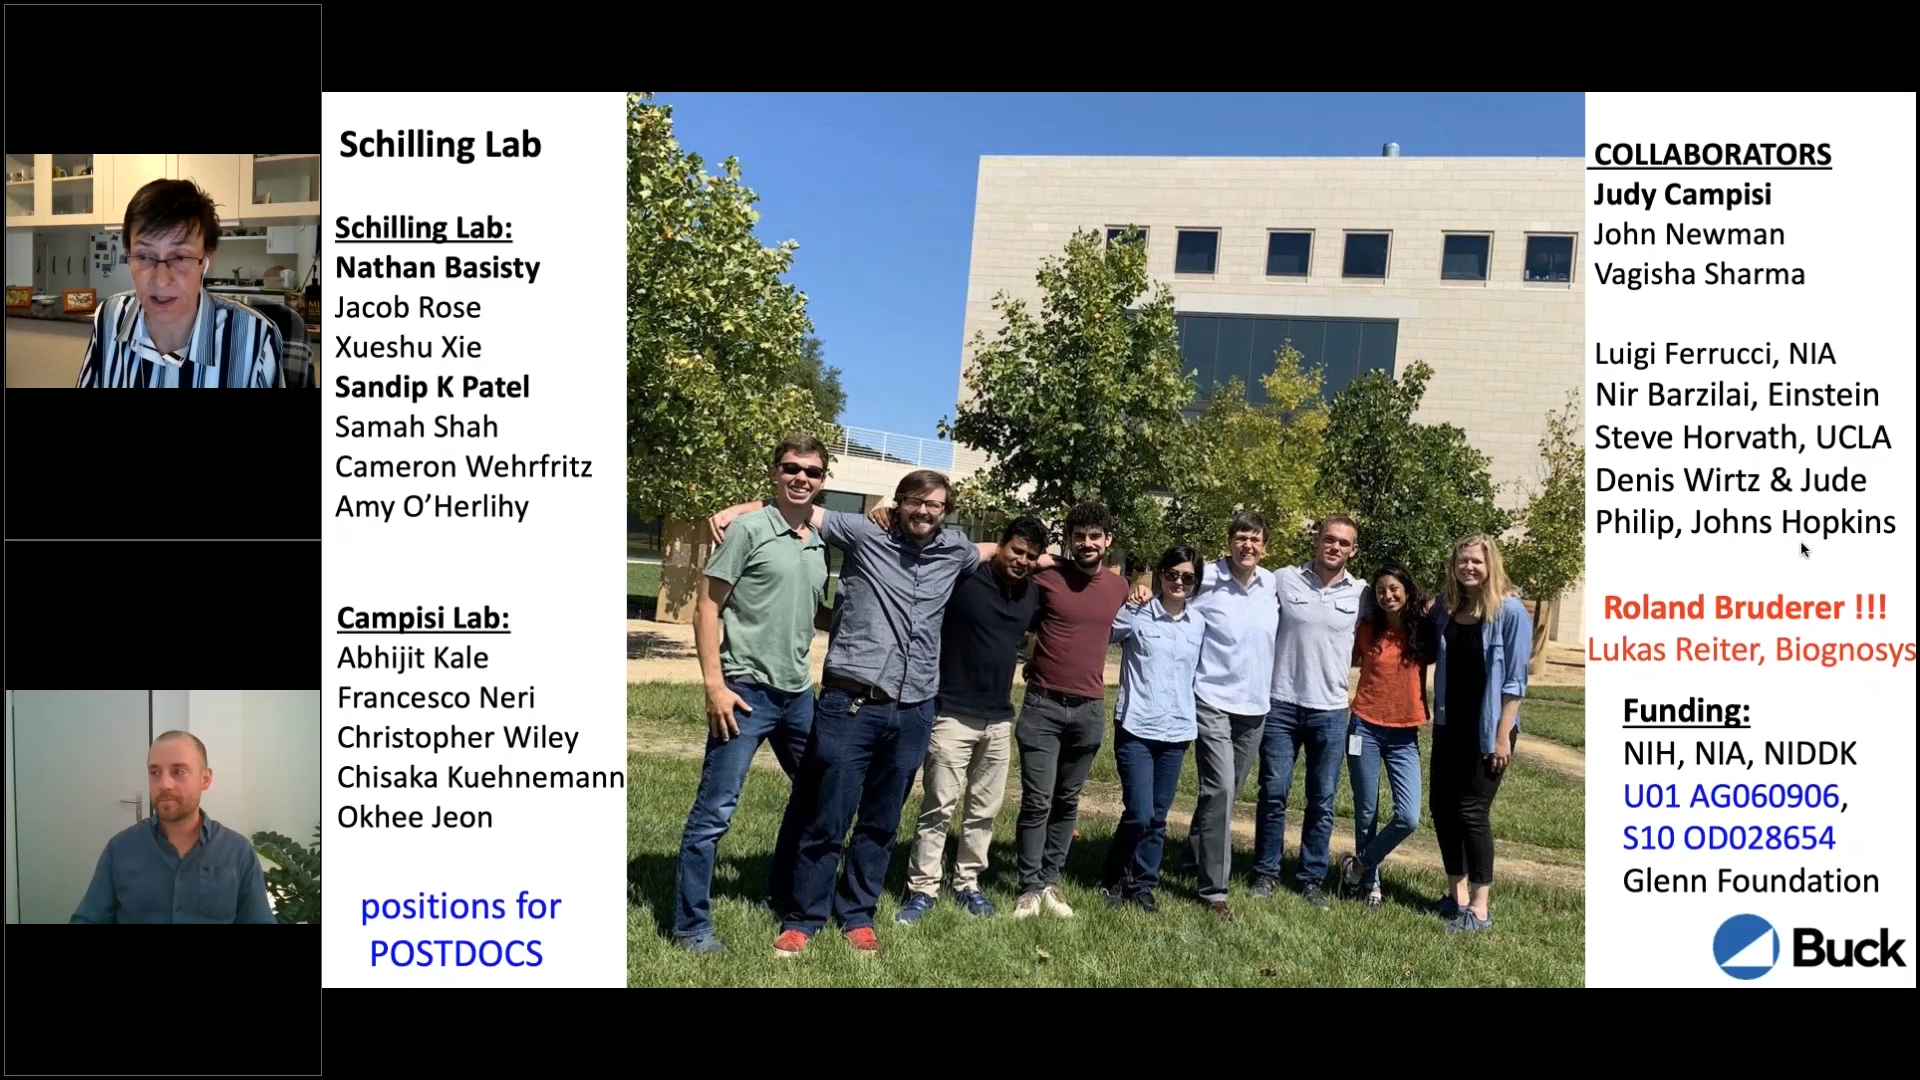 Schilling Lab
Schilling Lab:
Nathan Basisty
Jacob Rose
Xueshu Xie
Sandip K Patel
Samah Shah
Cameron Wehrfritz
Amy O’Herlihy
Campisi Lab:
Abhijit Kale
Francesco Neri
Christopher Wiley
Chisaka Kuehnemann
Okhee Jeon
positions for
POSTDOCS
COLLABORATORS
Judy Campisi
John Newman
Vagisha Sharma
Luigi Ferrucci, NIA
Nir Barzilai, Einstein
Steve Horvath, UCLA
Denis Wirtz & Jude
Philip, Johns Hopkins
Roland Bruderer !!!
Lukas Reiter, Biognosys
Funding:
NIH, NIA, NIDDK
U01 AG060906,
S10 OD028654
Glenn Foundation
Buck